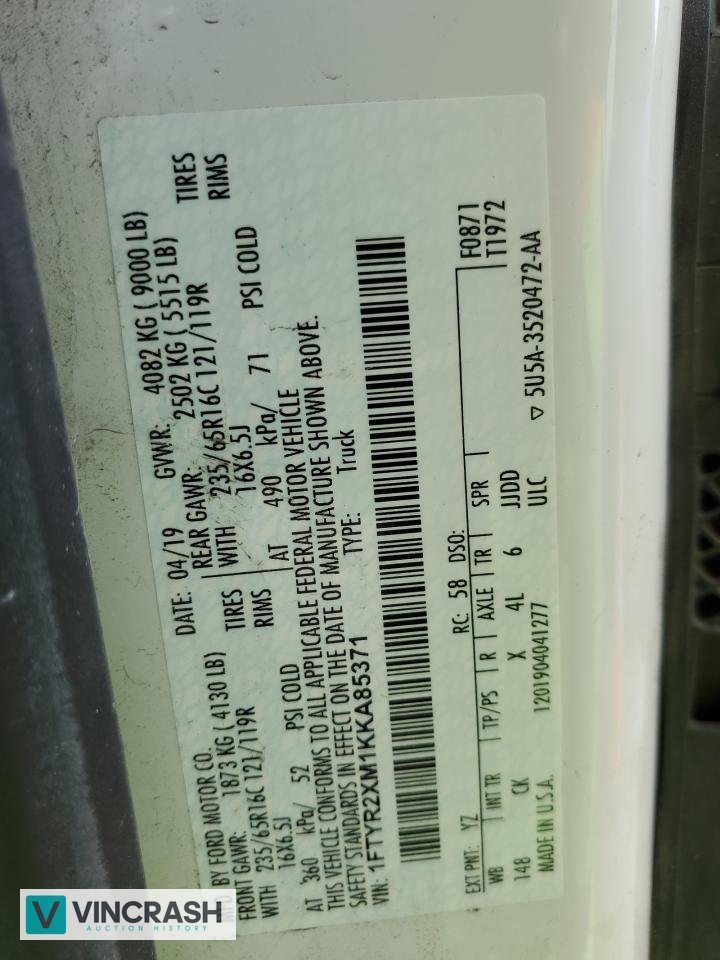 MFD. BY FORD MOTOR CO.
DATE: 04/19 GVWR: 4082 KG ( 9000 LB)
FRONT GAWR: 1873 KG ( 4130 LB) REAR GAWR: 2502 KG ( 5515 LB)
WITH 235/65R16C 121/119R TIRES WITH 235/65R16C 121/119R TIRES
16X6.5J RIMS 16X6.5J RIMS
AT 360 kPa/ 52 PSI COLD AT 490 kPa/ 71 PSI COLD
THIS VEHICLE CONFORMS TO ALL APPLICABLE FEDERAL MOTOR VEHICLE
SAFETY STANDARDS IN EFFECT ON THE DATE OF MANUFACTURE SHOWN ABOVE.
VIN: 1FTYR2XM1KKA85371 TYPE: Truck
EXT PNT: YZ RC: 58 DSO: F0871
WB INT TR TP/PS R AXLE TR SPR T1972
148 CK X 4L 6 JJDD
MADE IN U.S.A. 1201904041277 ULC ▽ 5U5A-3520472-AA
V VINCRASH
AUCTION HISTORY